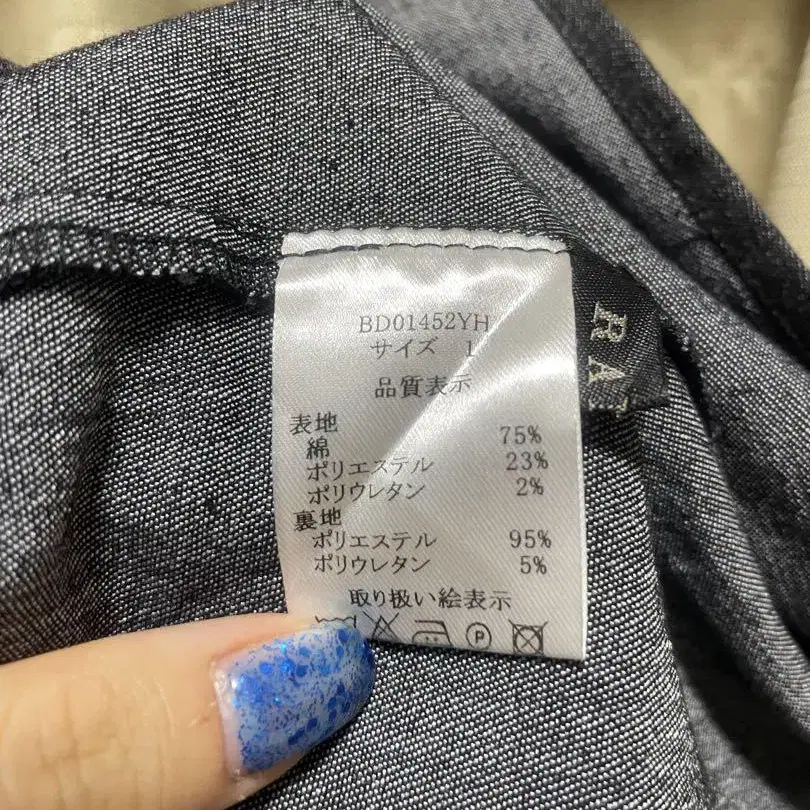 BD01452YH
サイズ 1
品質表示
表地
綿 75%
ポリエステル 23%
ポリウレタン 2%
裏地
ポリエステル 95%
ポリウレタン 5%
取り扱い絵表示
P
RA